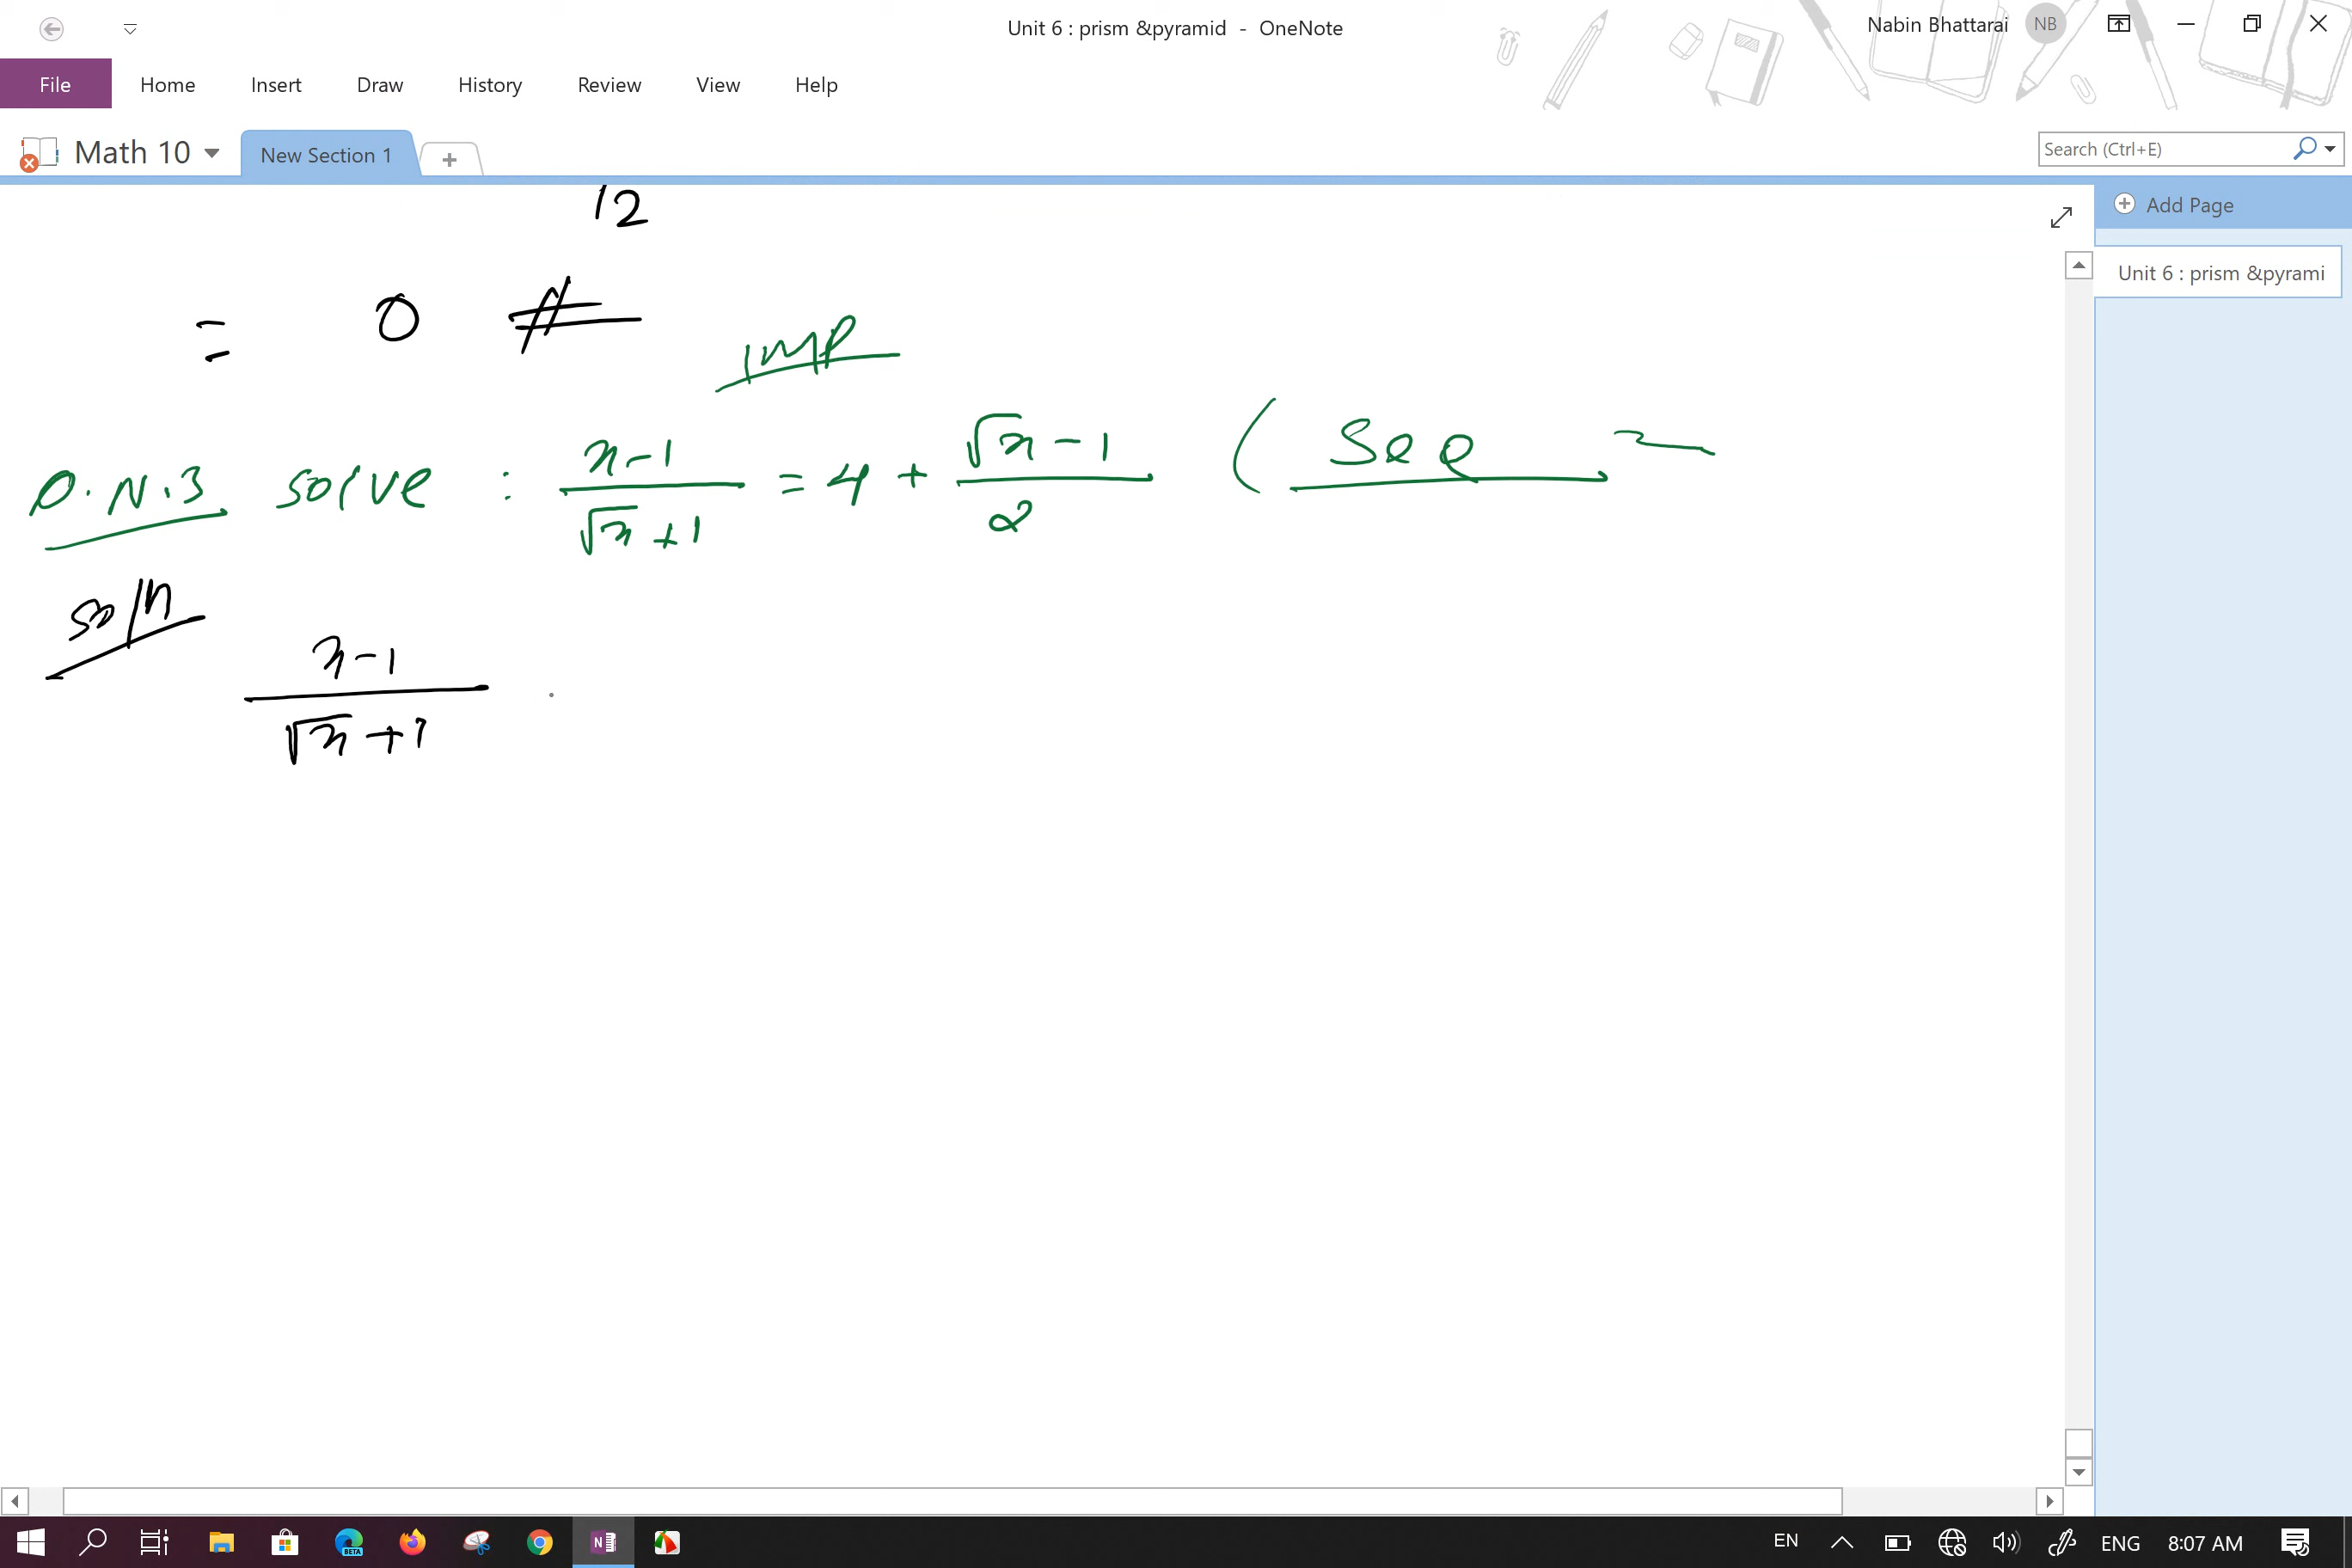 Unit 6 : prism &pyramid - OneNote
Nabin Bhattarai NB
File Home Insert Draw History Review View Help
Math 10 New Section 1 +
Search (Ctrl+E)
Add Page
Unit 6 : prism &pyrami
12
= 0 #
IMP
Q.N.3 solve : x-1/√x+1 = 4 + √x-1/2 ( See
sol/n
x-1/√x+1
EN ENG 8:07 AM